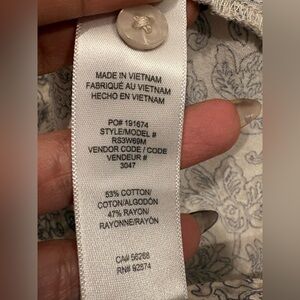 MADE IN VIETNAM
FABRIQUÉ AU VIETNAM
HECHO EN VIETNAM
PO# 191674
STYLE/MODEL #
RS3W69M
VENDOR CODE / CODE
VENDEUR #
3047
53% COTTON/
COTON/ALGODÓN
47% RAYON/
RAYONNE/RAYÓN
CA# 56268
RN# 92874